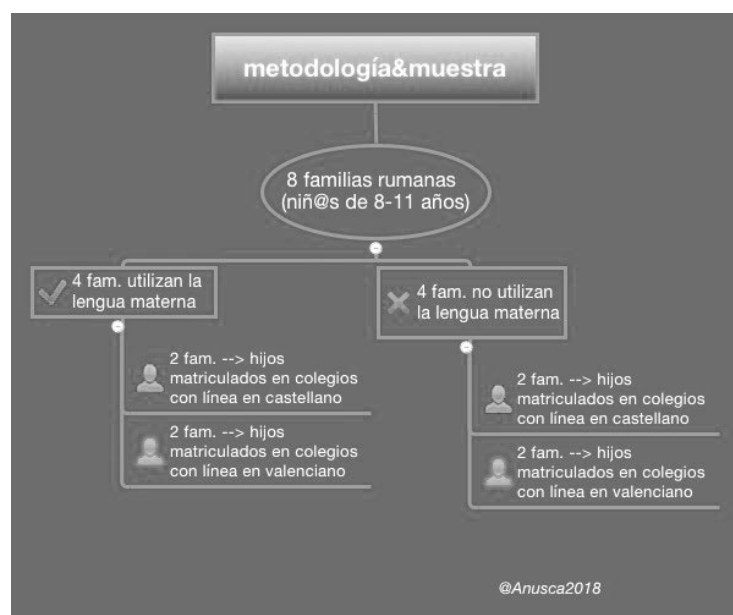 metodología&muestra
8 familias rumanas
(niñ@s de 8-11 años)
4 fam. utilizan la
lengua materna
2 fam. --> hijos
matriculados en colegios
con línea en castellano
2 fam. --> hijos
matriculados en colegios
con línea en valenciano
4 fam. no utilizan
la lengua materna
2 fam. --> hijos
matriculados en colegios
con línea en castellano
2 fam. --> hijos
matriculados en colegios
con línea en valenciano
@Anusca2018